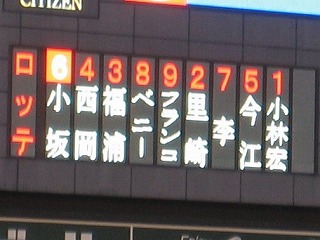 CITIZEN
ロッテ
6 小坂
4 西岡
3 福浦
8 ベニー
9 フランコ
2 里崎
7 李
5 今江
1 小林宏